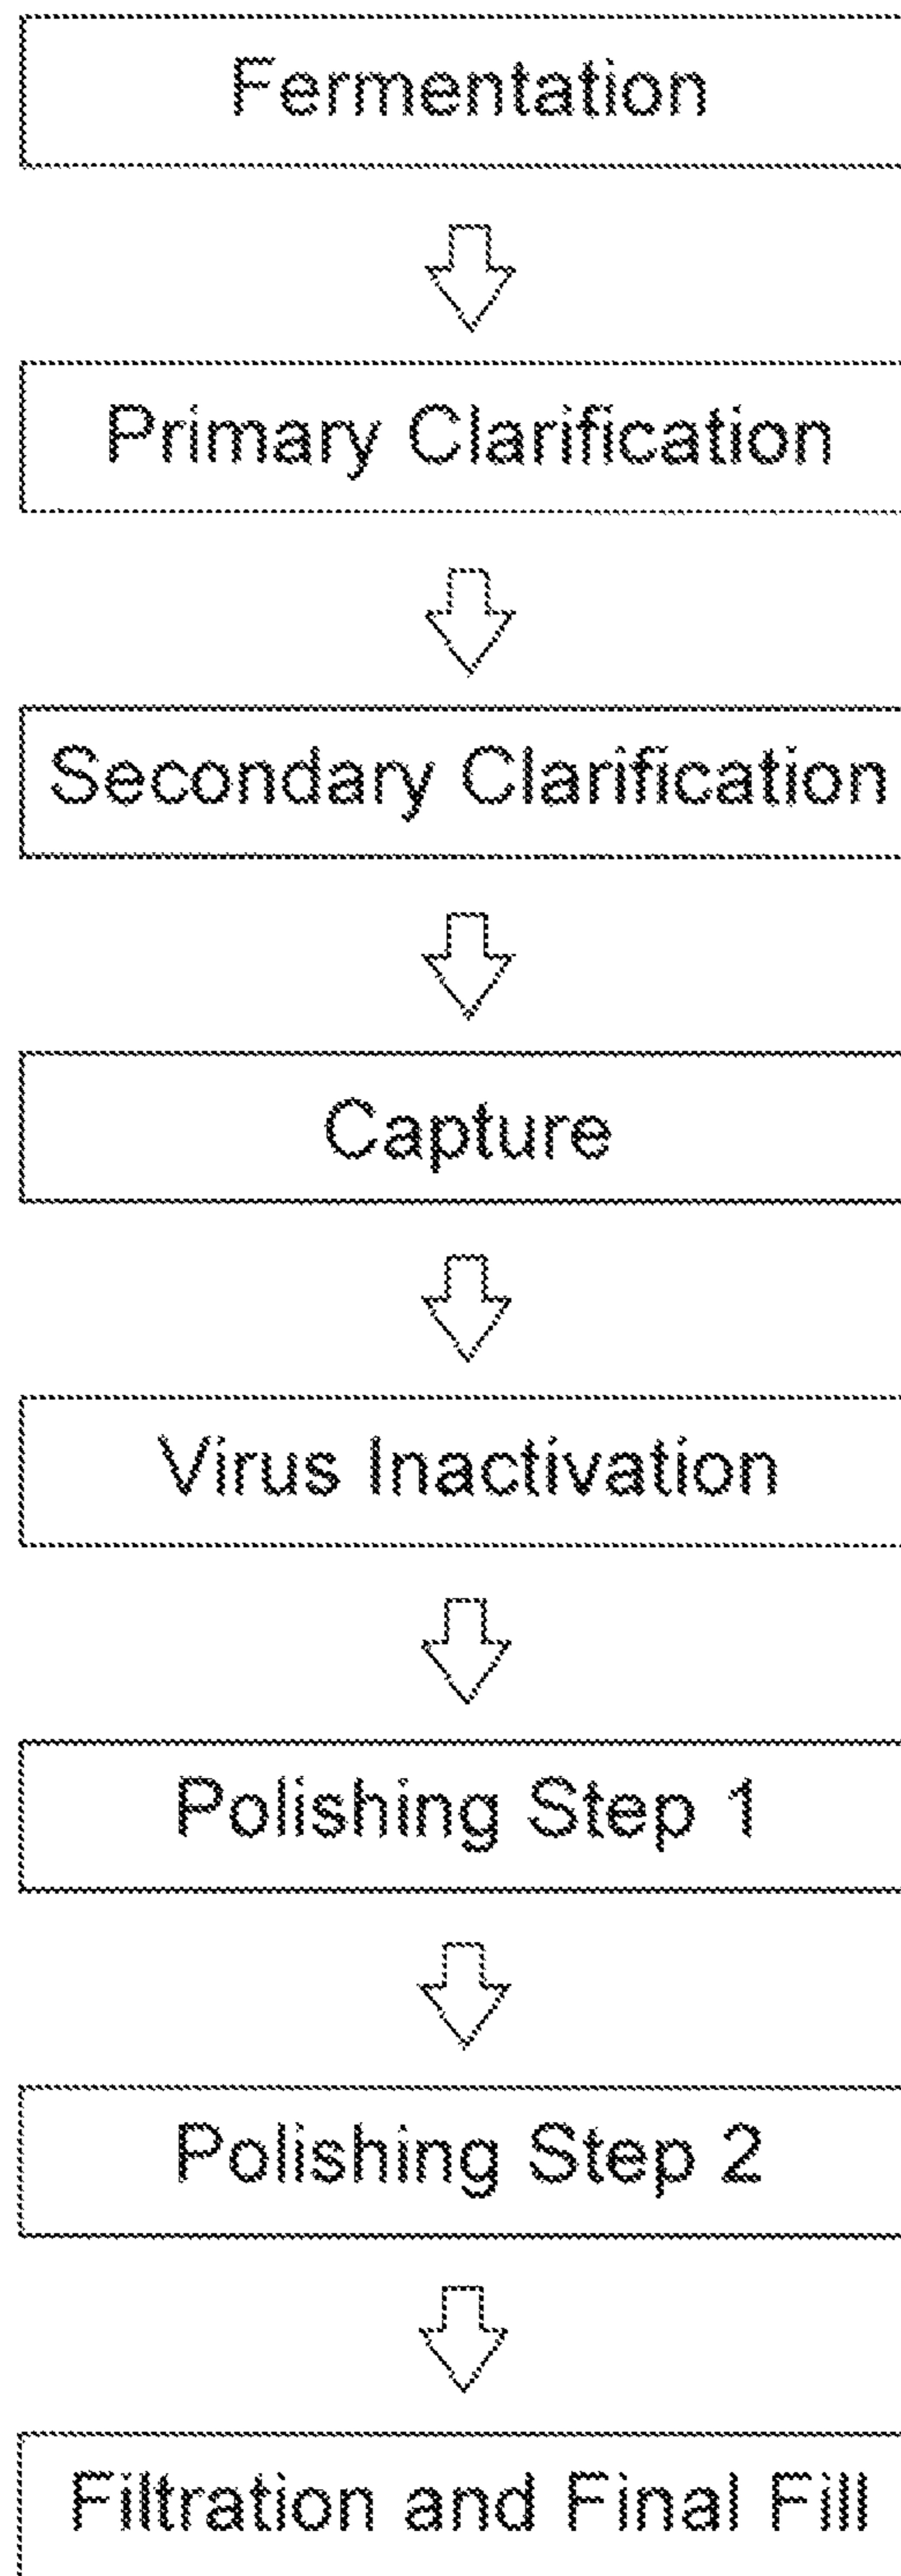 Fermentation
Primary Clarification
Secondary Clarification
Capture
Virus Inactivation
Polishing Step 1
Polishing Step 2
Filtration and Final Fill